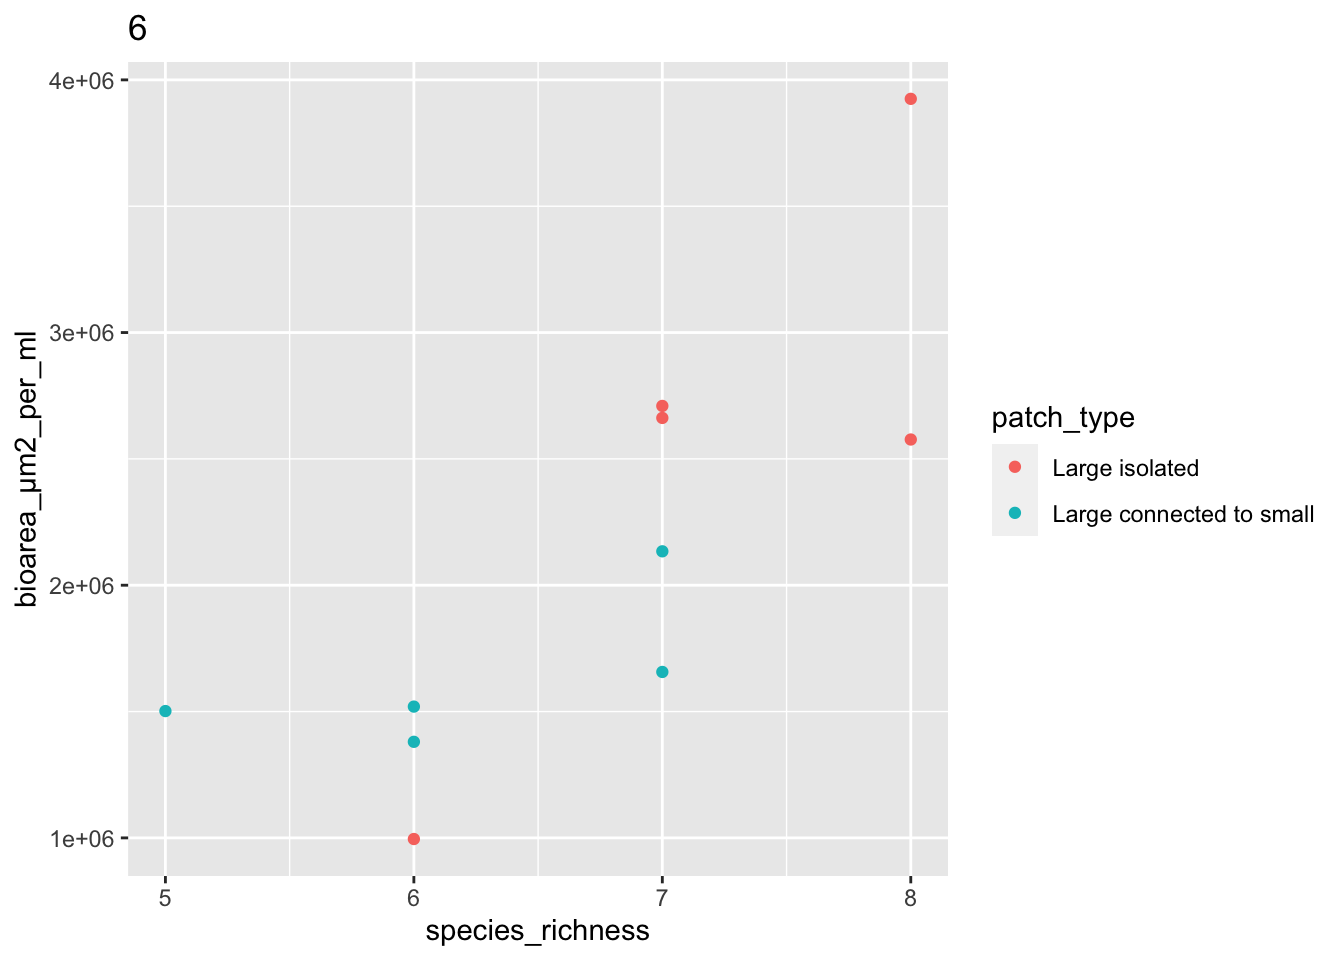 6
4e+06
3e+06
2e+06
1e+06
bioarea_µm2_per_ml
5 6 7 8
species_richness
patch_type
Large isolated
Large connected to small